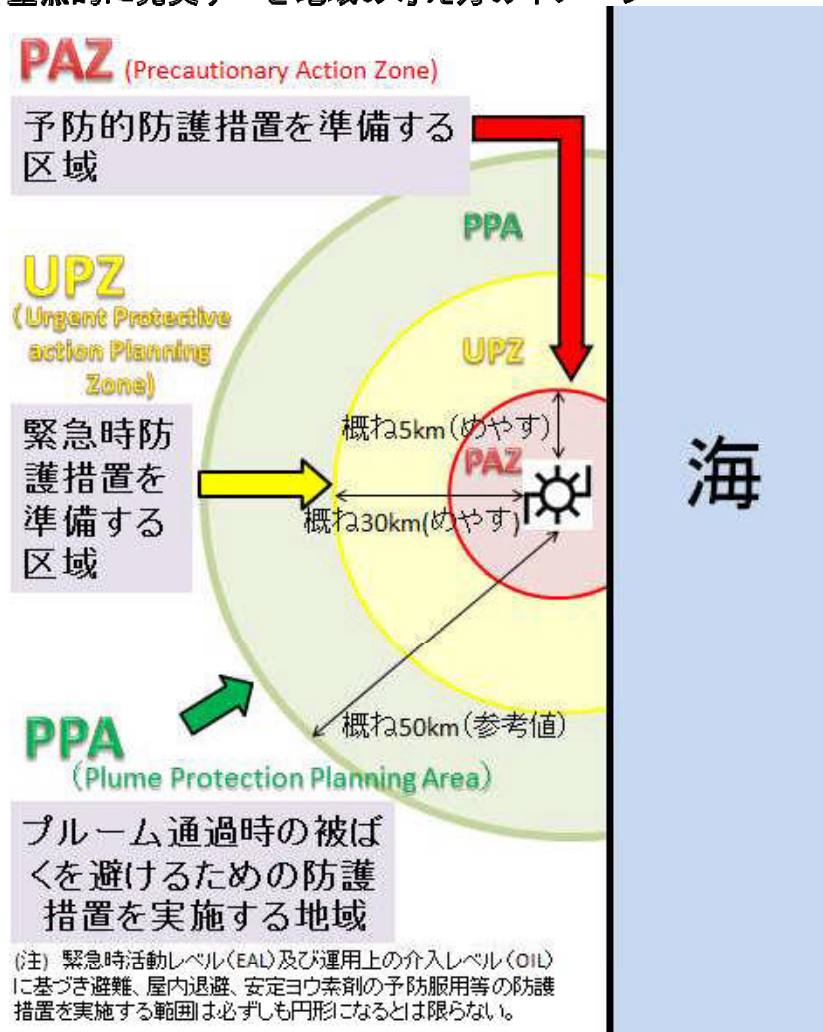 PAZ (Precautionary Action Zone)
予防的防護措置を準備する
区域
PPA
UPZ
(Urgent Protective
action Planning
Zone)
UPZ
概ね5km(めやす)
PAZ
緊急時防
護措置を
準備する
区域
概ね30km(めやす)
海
概ね50km(参考値)
PPA
(Plume Protection Planning Area)
プルーム通過時の被ば
くを避けるための防護
措置を実施する地域
(注) 緊急時活動レベル(EAL)及び運用上の介入レベル(OIL)
に基づき避難、屋内退避、安定ヨウ素剤の予防服用等の防護
措置を実施する範囲は必ずしも円形になるとは限らない。